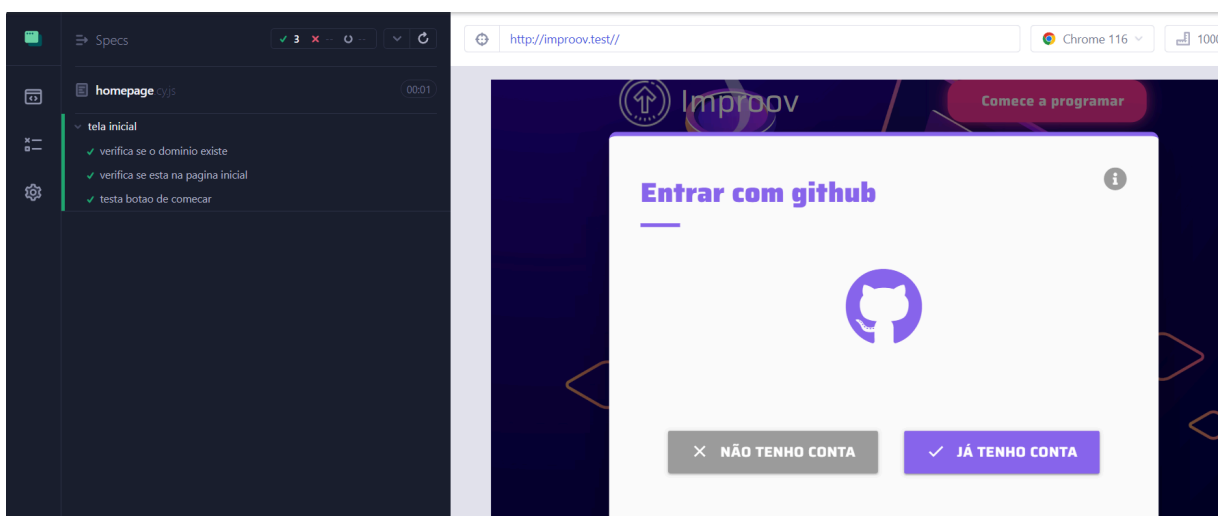 Specs
3 -- --
http://improov.test//
Chrome 116
homepage.cy.js
00:01
tela inicial
verifica se o dominio existe
verifica se esta na pagina inicial
testa botao de comecar
Improov
Comece a programar
Entrar com github
NÃO TENHO CONTA
JÁ TENHO CONTA